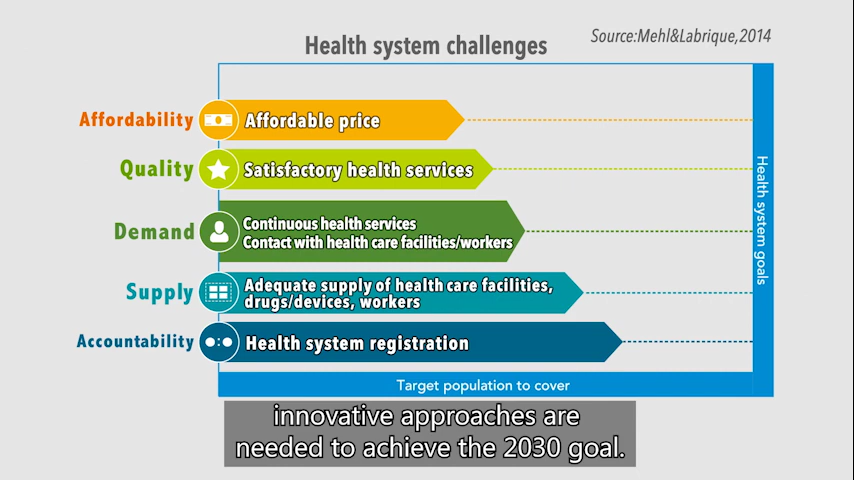 Health system challenges
Source:Mehl&Labrique,2014
Affordability
Affordable price
Quality
Satisfactory health services
Demand
Continuous health services
Contact with health care facilities/workers
Supply
Adequate supply of health care facilities,
drugs/devices, workers
Accountability
Health system registration
Health system goals
Target population to cover
innovative approaches are
needed to achieve the 2030 goal.